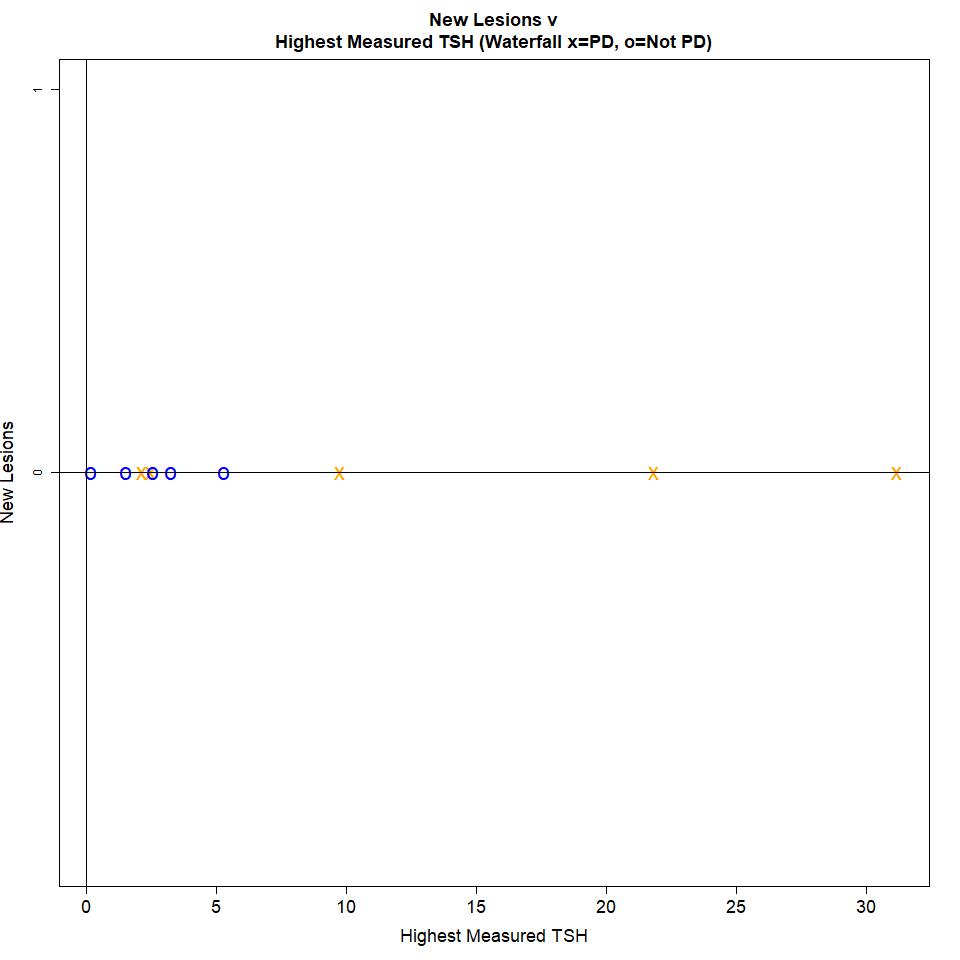 New Lesions v
Highest Measured TSH (Waterfall x=PD, o=Not PD)
1
New Lesions
0
o o x x o o o x x x
0 5 10 15 20 25 30
Highest Measured TSH